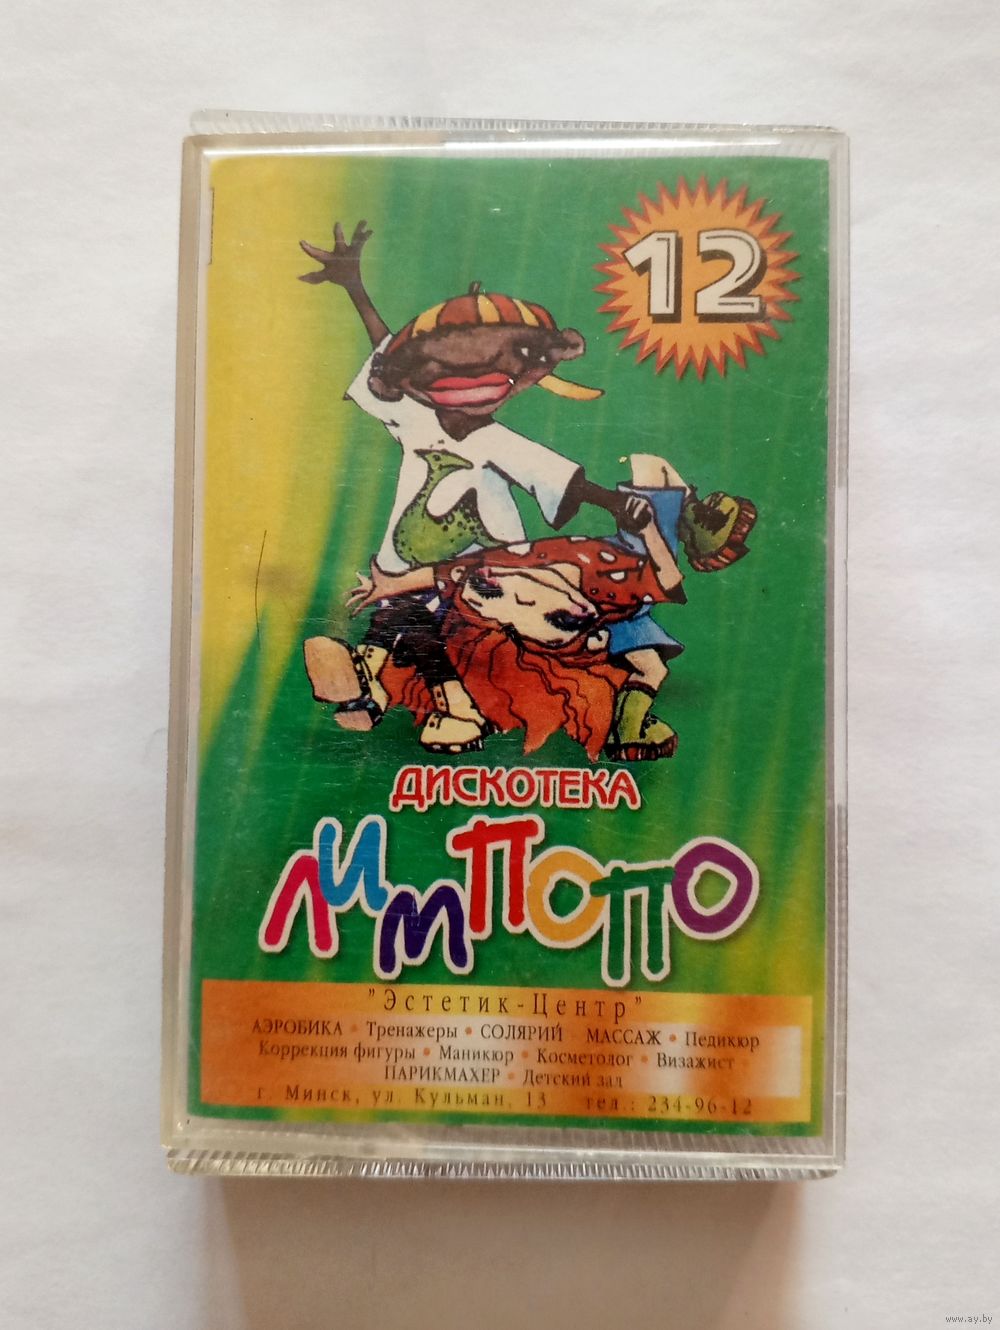 12
ДИСКОТЕКА
ЛИМПОПО
"Эстетик-Центр"
АЭРОБИКА • Тренажеры • СОЛЯРИЙ МАССАЖ • Педикюр
Коррекция фигуры • Маникюр • Косметолог • Визажист •
ПАРИКМАХЕР • Детский зал
г. Минск, ул. Кульман, 13 тел.: 234-96-12
www.ay.by